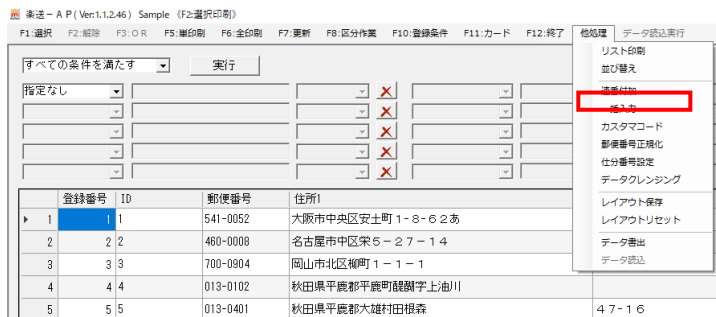 楽送－ＡＰ( Ver:1.1.2.46 ) Sample 《F2:選択印刷》
F1:選択 F2:解除 F3:ＯＲ F5:単印刷 F6:全印刷 F7:更新 F8:区分作業 F10:登録条件 F11:カード F12:終了 他処理 データ読込実行
リスト印刷
並び替え
連番付加
一括入力
カスタマコード
郵便番号正規化
仕分番号設定
データクレンジング
レイアウト保存
レイアウトリセット
データ書出
データ読込
すべての条件を満たす 実行
指定なし
登録番号 ID 郵便番号 住所1
1 1 1 541-0052 大阪市中央区安土町１-８-６２あ
2 2 2 460-0008 名古屋市中区栄５－２７－１４
3 3 3 700-0904 岡山市北区柳町１－１－１
4 4 4 013-0102 秋田県平鹿郡平鹿町醍醐字上油川
5 5 5 013-0401 秋田県平鹿郡大雄村田根森 ４７-１６